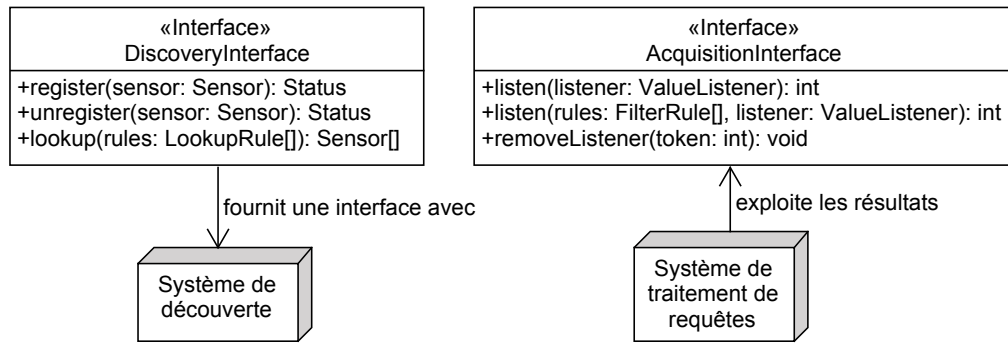 «Interface»
DiscoveryInterface
+register(sensor: Sensor): Status
+unregister(sensor: Sensor): Status
+lookup(rules: LookupRule[]): Sensor[]
«Interface»
AcquisitionInterface
+listen(listener: ValueListener): int
+listen(rules: FilterRule[], listener: ValueListener): int
+removeListener(token: int): void
fournit une interface avec
exploite les résultats
Système de
découverte
Système de
traitement de
requêtes